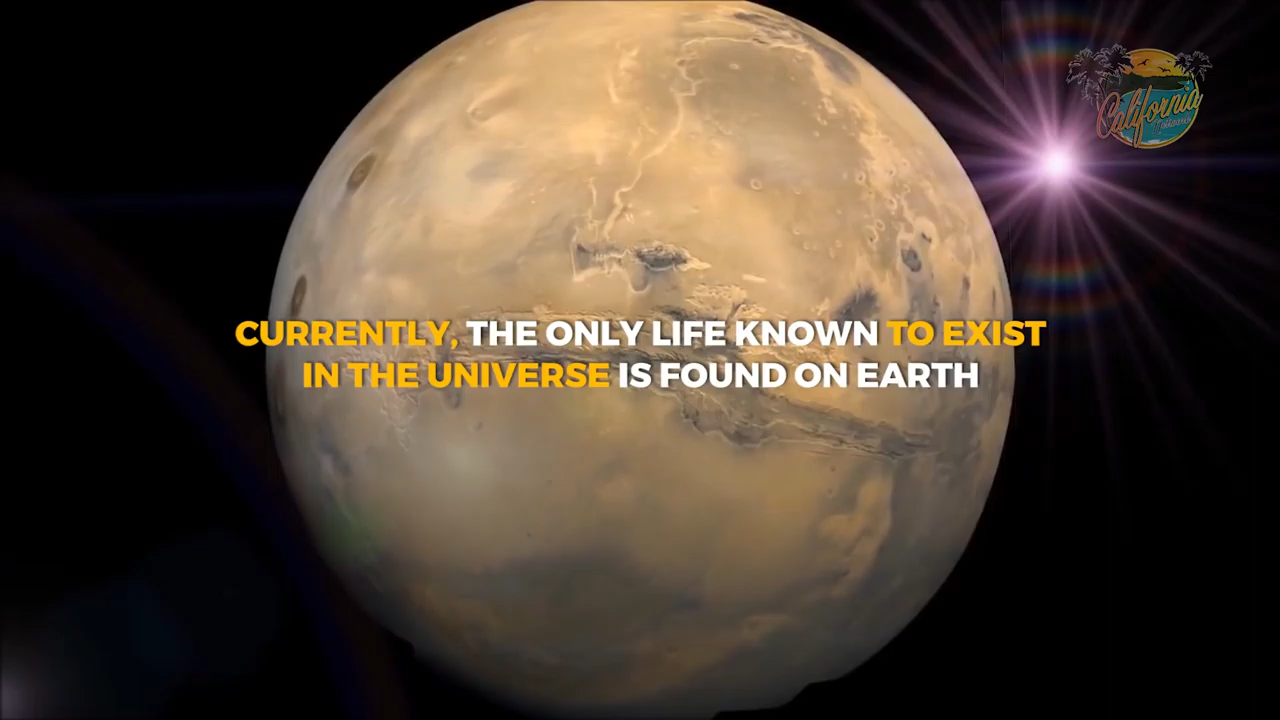 California
CURRENTLY, THE ONLY LIFE KNOWN TO EXIST
IN THE UNIVERSE IS FOUND ON EARTH